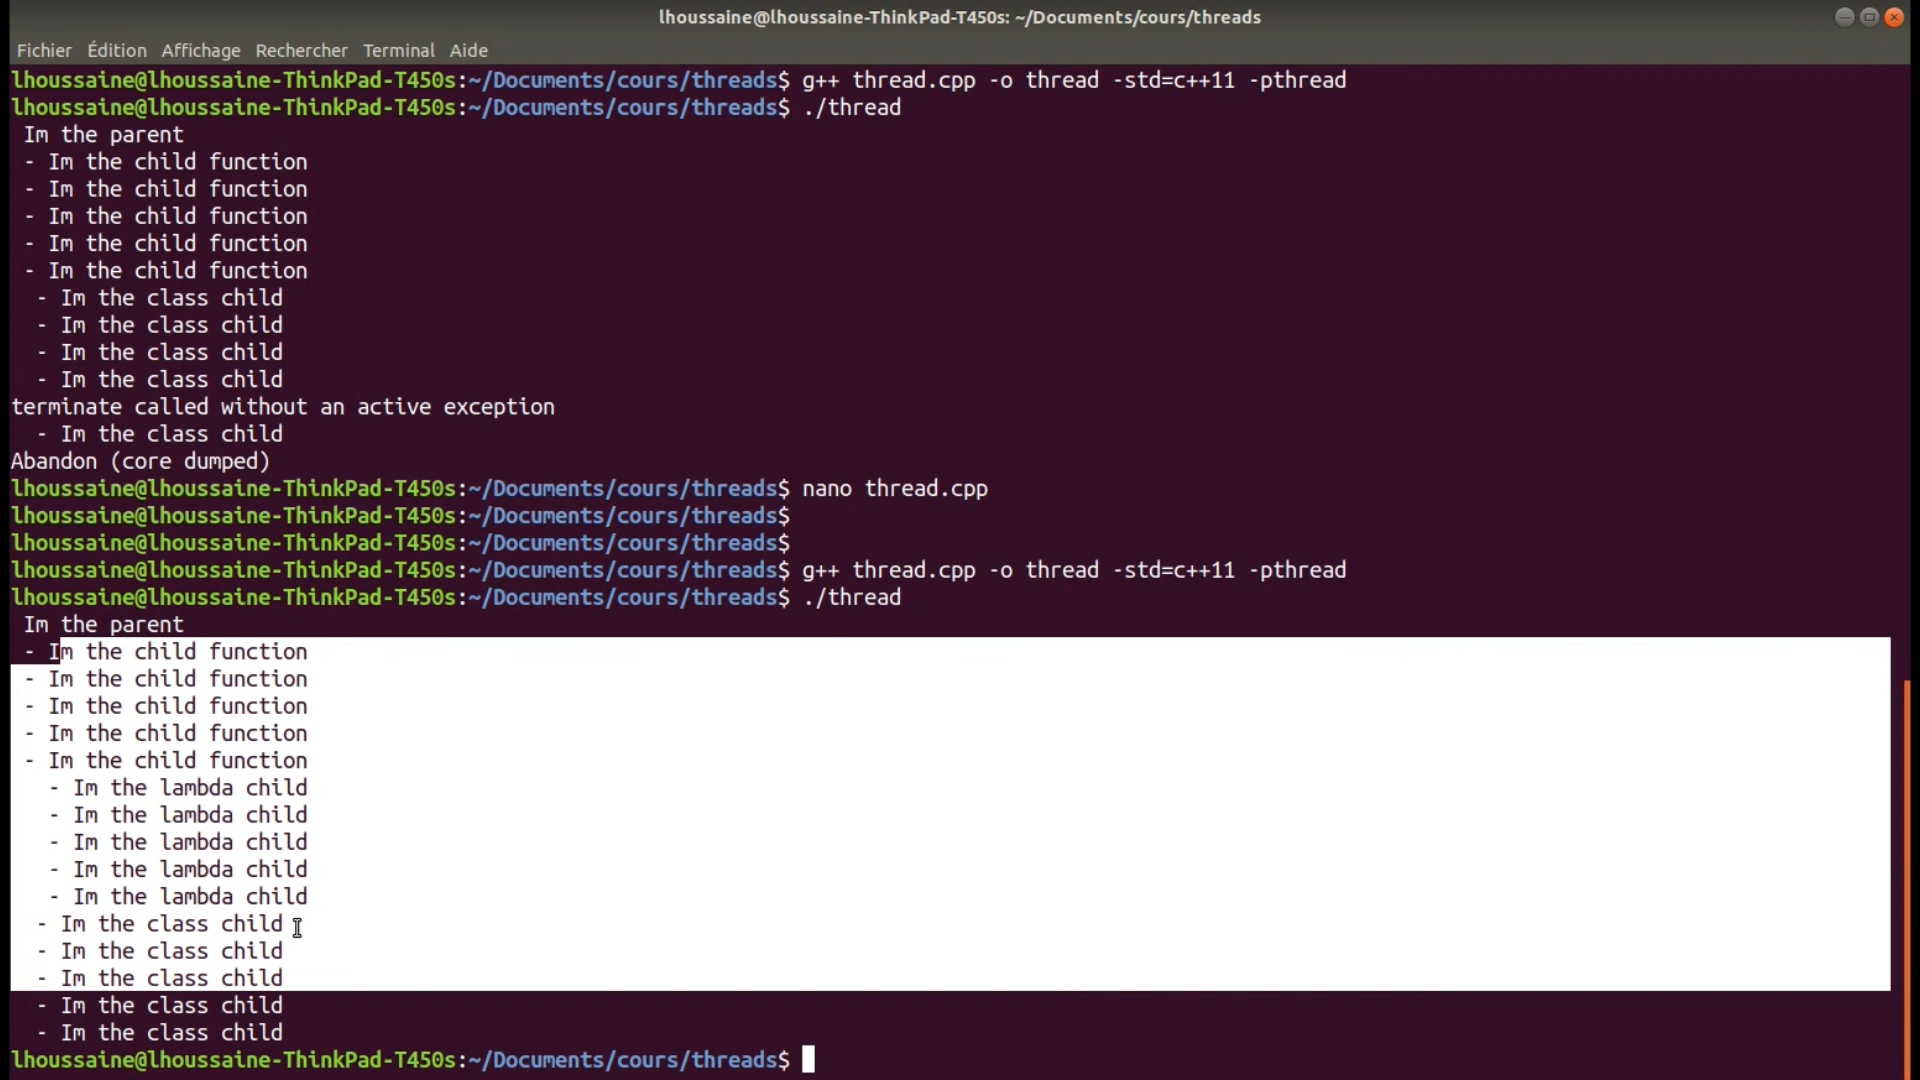 lhoussaine@lhoussaine-ThinkPad-T450s: ~/Documents/cours/threads
Fichier Édition Affichage Rechercher Terminal Aide
lhoussaine@lhoussaine-ThinkPad-T450s:~/Documents/cours/threads$ g++ thread.cpp -o thread -std=c++11 -pthread
lhoussaine@lhoussaine-ThinkPad-T450s:~/Documents/cours/threads$ ./thread
Im the parent
- Im the child function
- Im the child function
- Im the child function
- Im the child function
- Im the child function
- Im the class child
- Im the class child
- Im the class child
- Im the class child
terminate called without an active exception
- Im the class child
Abandon (core dumped)
lhoussaine@lhoussaine-ThinkPad-T450s:~/Documents/cours/threads$ nano thread.cpp
lhoussaine@lhoussaine-ThinkPad-T450s:~/Documents/cours/threads$
lhoussaine@lhoussaine-ThinkPad-T450s:~/Documents/cours/threads$
lhoussaine@lhoussaine-ThinkPad-T450s:~/Documents/cours/threads$ g++ thread.cpp -o thread -std=c++11 -pthread
lhoussaine@lhoussaine-ThinkPad-T450s:~/Documents/cours/threads$ ./thread
Im the parent
- Im the child function
- Im the child function
- Im the child function
- Im the child function
- Im the child function
- Im the lambda child
- Im the lambda child
- Im the lambda child
- Im the lambda child
- Im the lambda child
- Im the class child
- Im the class child
- Im the class child
- Im the class child
- Im the class child
lhoussaine@lhoussaine-ThinkPad-T450s:~/Documents/cours/threads$